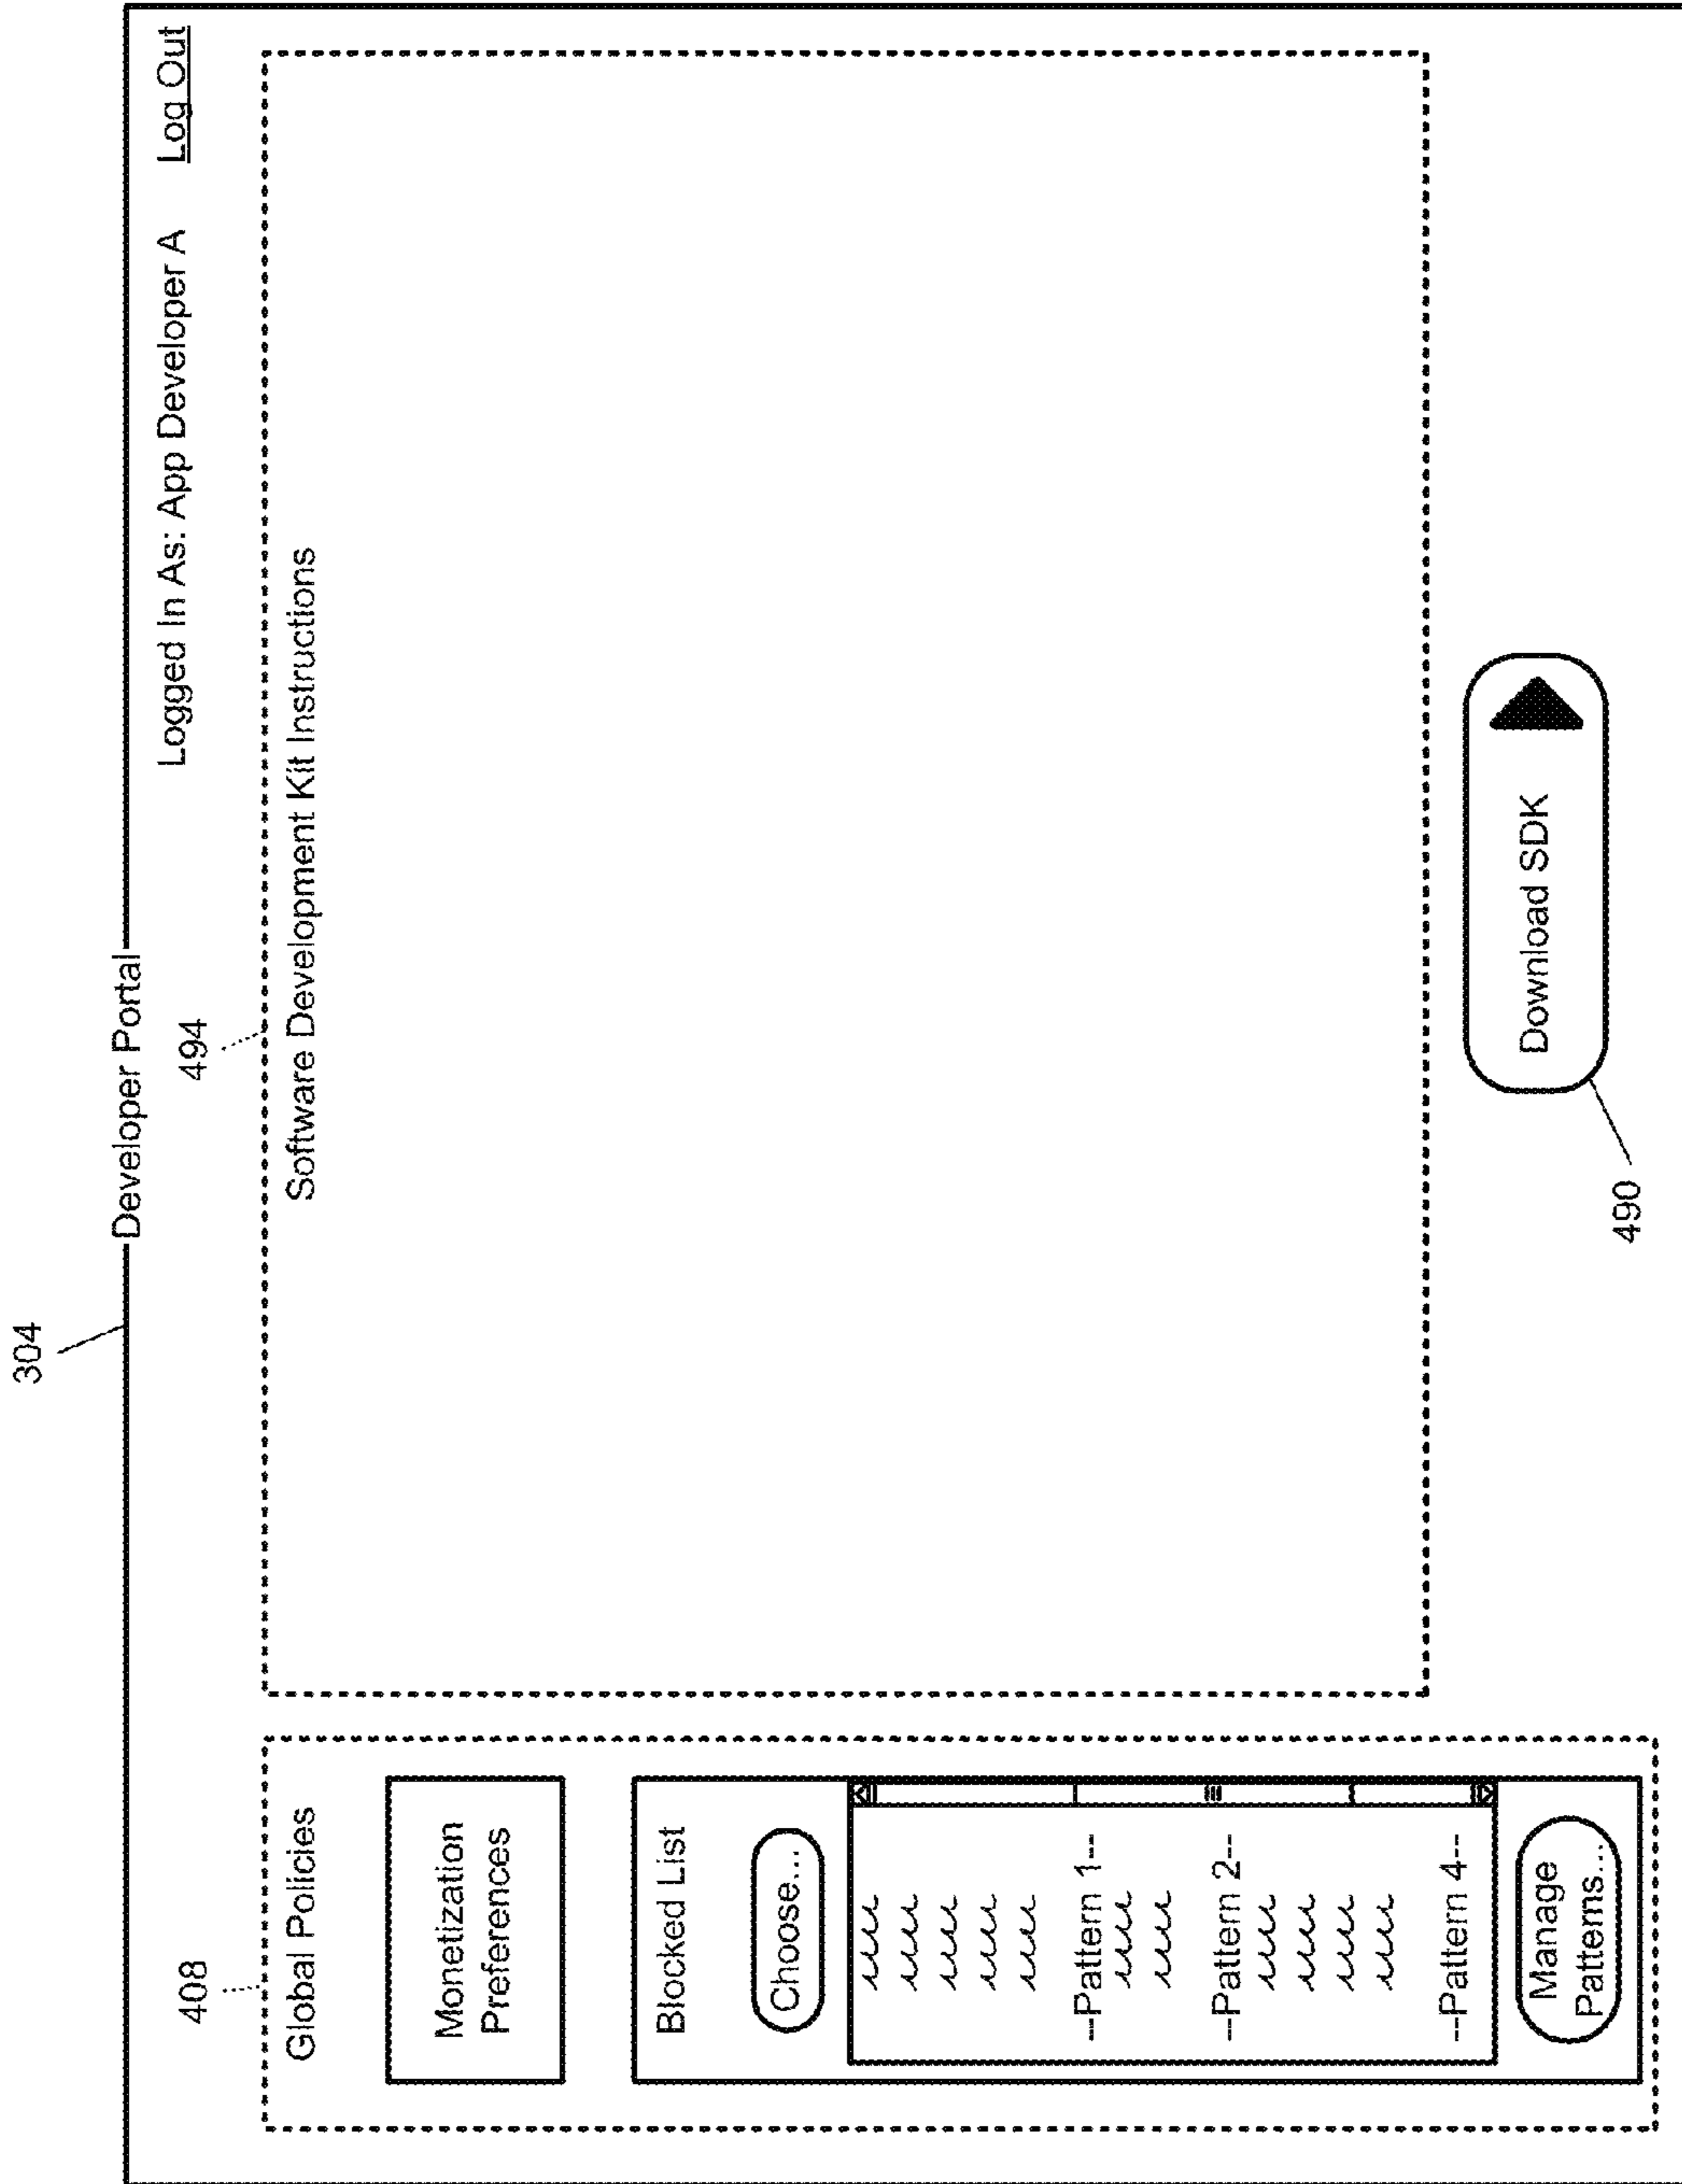 304
Developer Portal
Logged In As: App Developer A Log Out
408
494
Global Policies
Monetization
Preferences
Blocked List
Choose...
--Pattern 1--
--Pattern 2--
--Pattern 4--
Manage
Patterns...
Software Development Kit Instructions
Download SDK
490